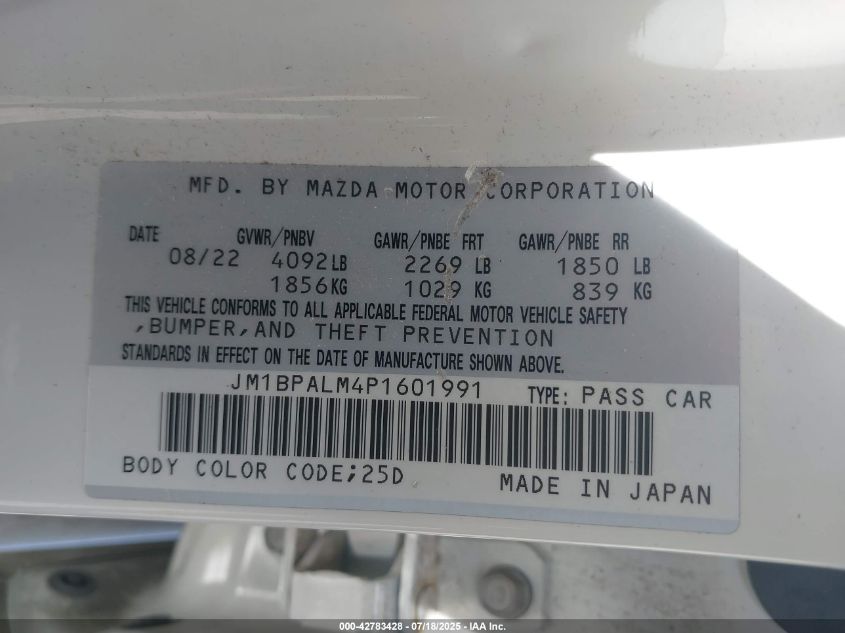 MFD. BY MAZDA MOTOR CORPORATION
DATE GVWR/PNBV GAWR/PNBE FRT GAWR/PNBE RR
08/22 4092LB 2269 LB 1850 LB
1856KG 1029 KG 839 KG
THIS VEHICLE CONFORMS TO ALL APPLICABLE FEDERAL MOTOR VEHICLE SAFETY
,BUMPER,AND THEFT PREVENTION
STANDARDS IN EFFECT ON THE DATE OF MANUFACTURE SHOWN ABOVE.
JM1BPALM4P1601991 TYPE: PASS CAR
BODY COLOR CODE;25D MADE IN JAPAN
000-42783428 - 07/18/2025 - IAA Inc.